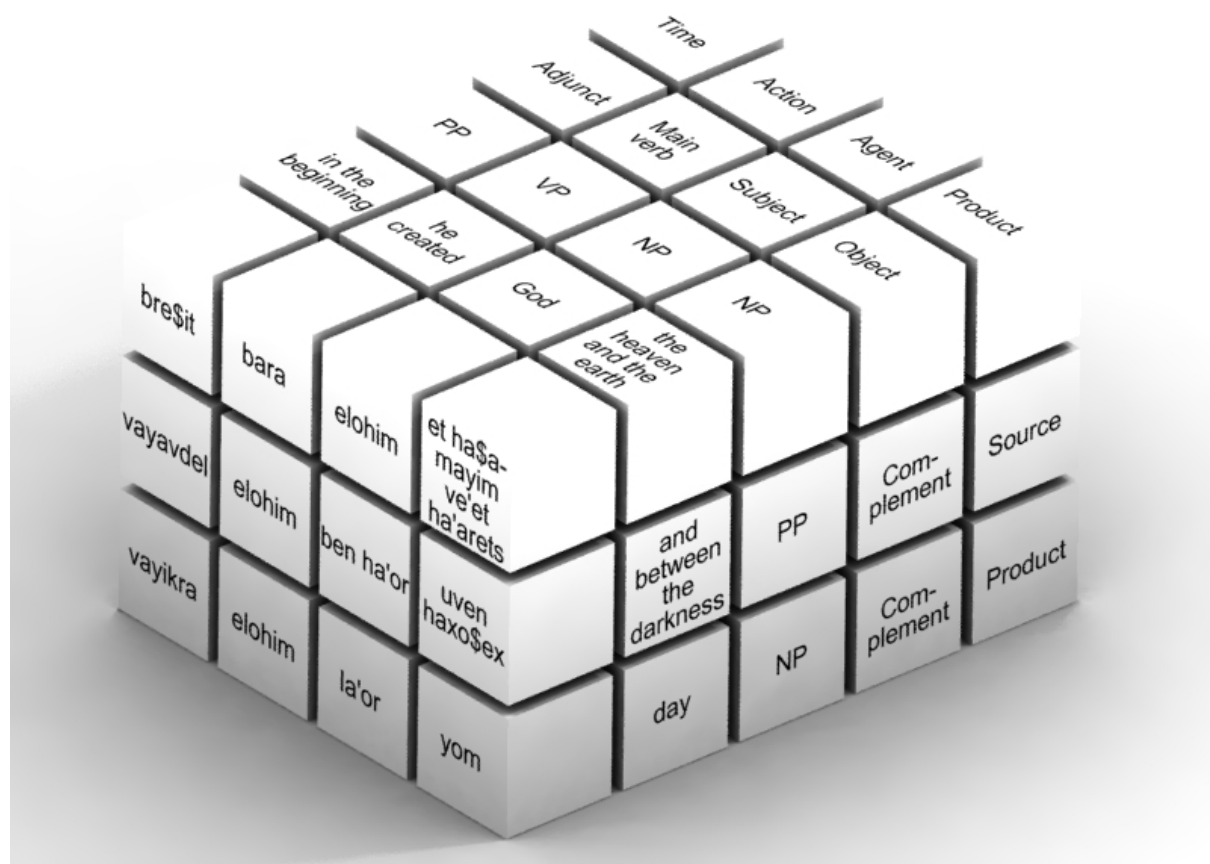 Time
Adjunct
Action
PP
Main
verb
Agent
in the
beginning
VP
Subject
Product
he
created
NP
Object
God
NP
the
heaven
and the
earth
bre$it
bara
elohim
et ha$a-
mayim
ve'et
ha'arets
vayavdel
elohim
ben ha'or
uven
haxo$ex
and
between
the
darkness
PP
Com-
plement
Source
vayikra
elohim
la'or
yom
day
NP
Com-
plement
Product